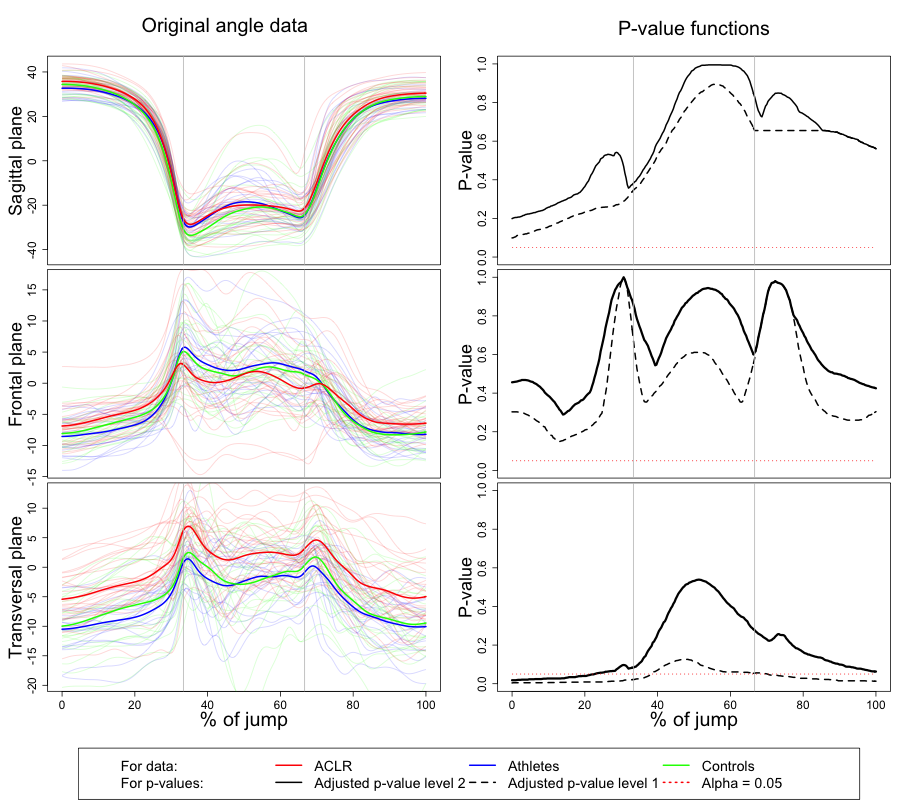 Original angle data
P-value functions
Sagittal plane
40
20
0
-20
-40
P-value
1.0
0.8
0.6
0.4
0.2
0.0
Frontal plane
15
10
5
0
-5
-10
15
P-value
1.0
0.8
0.6
0.4
0.2
0.0
Transversal plane
10
5
0
-5
-10
-15
-20
P-value
1.0
0.8
0.6
0.4
0.2
0.0
0 20 40 60 80 100
0 20 40 60 80 100
% of jump
% of jump
For data: ACLR Athletes Controls
For p-values: Adjusted p-value level 2 Adjusted p-value level 1 Alpha = 0.05